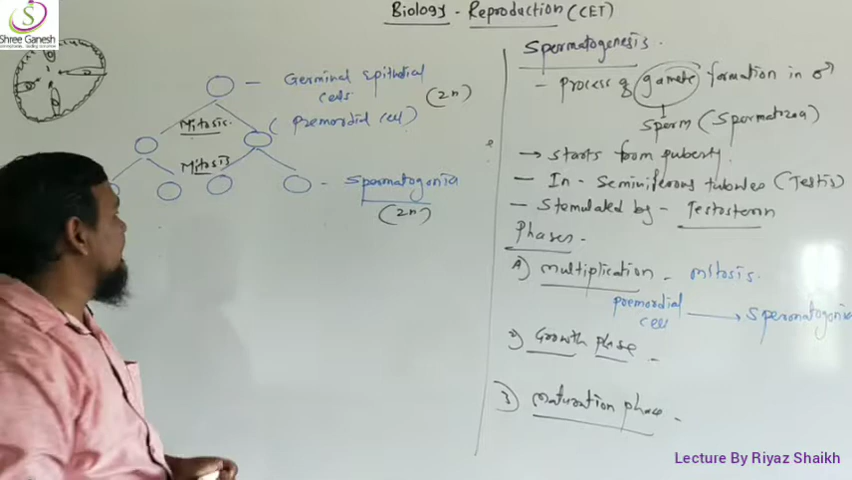 Biology - Reproduction (CET)
S
Shree Ganesh
Germinal Epithelial
cells
(2n)
Mitosis.
(Premordial cell)
Mitosis
- Spermatogonia
(2n)
Spermatogenesis.
- Process of gamete formation in ♂
Sperm (Spermatozoa)
→ Starts from puberty.
- In - Seminiferous tubules (Testis)
- Stemulated by - Testosteron
Phases -
A) multiplication - mitosis.
premordial cell → Spermatogonia
2) Growth phase -
3) maturation phase -
Lecture By Riyaz Shaikh